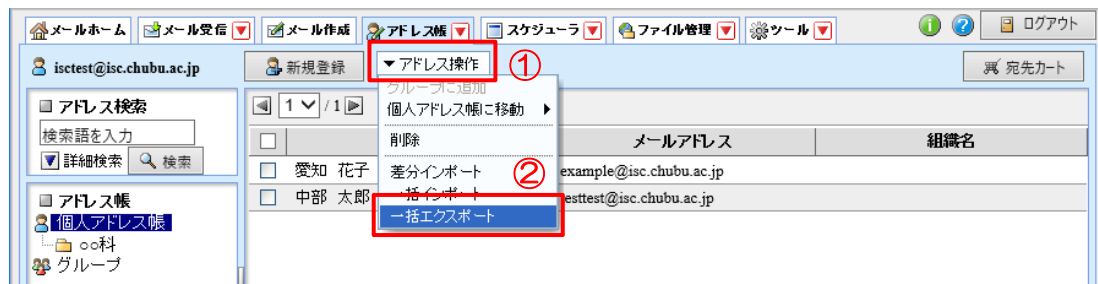 メールホーム メール受信 メール作成 アドレス帳 スケジューラ ファイル管理 ツール ログアウト
isctest@isc.chubu.ac.jp 新規登録 ▼アドレス操作 ① 宛先カート
グループに追加
■ アドレス検索 1 / 1 個人アドレス帳に移動
検索語を入力 削除 メールアドレス 組織名
詳細検索 検索
愛知 花子 差分インポート ② example@isc.chubu.ac.jp
■ アドレス帳 中部 太郎 一括インポート esttest@isc.chubu.ac.jp
個人アドレス帳 一括エクスポート
○○科
グループ